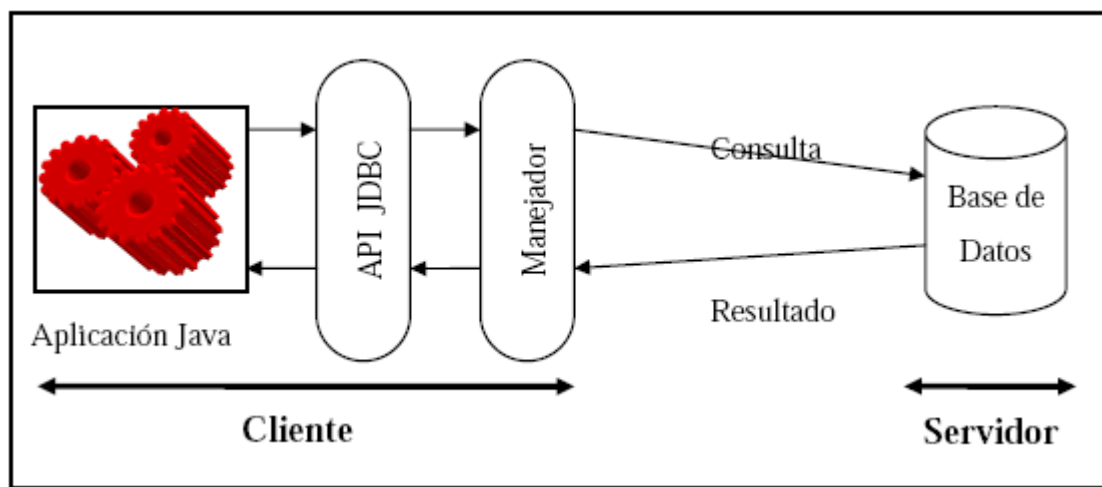 API JDBC
Manejador
Consulta
Base de
Datos
Resultado
Aplicación Java
Cliente
Servidor